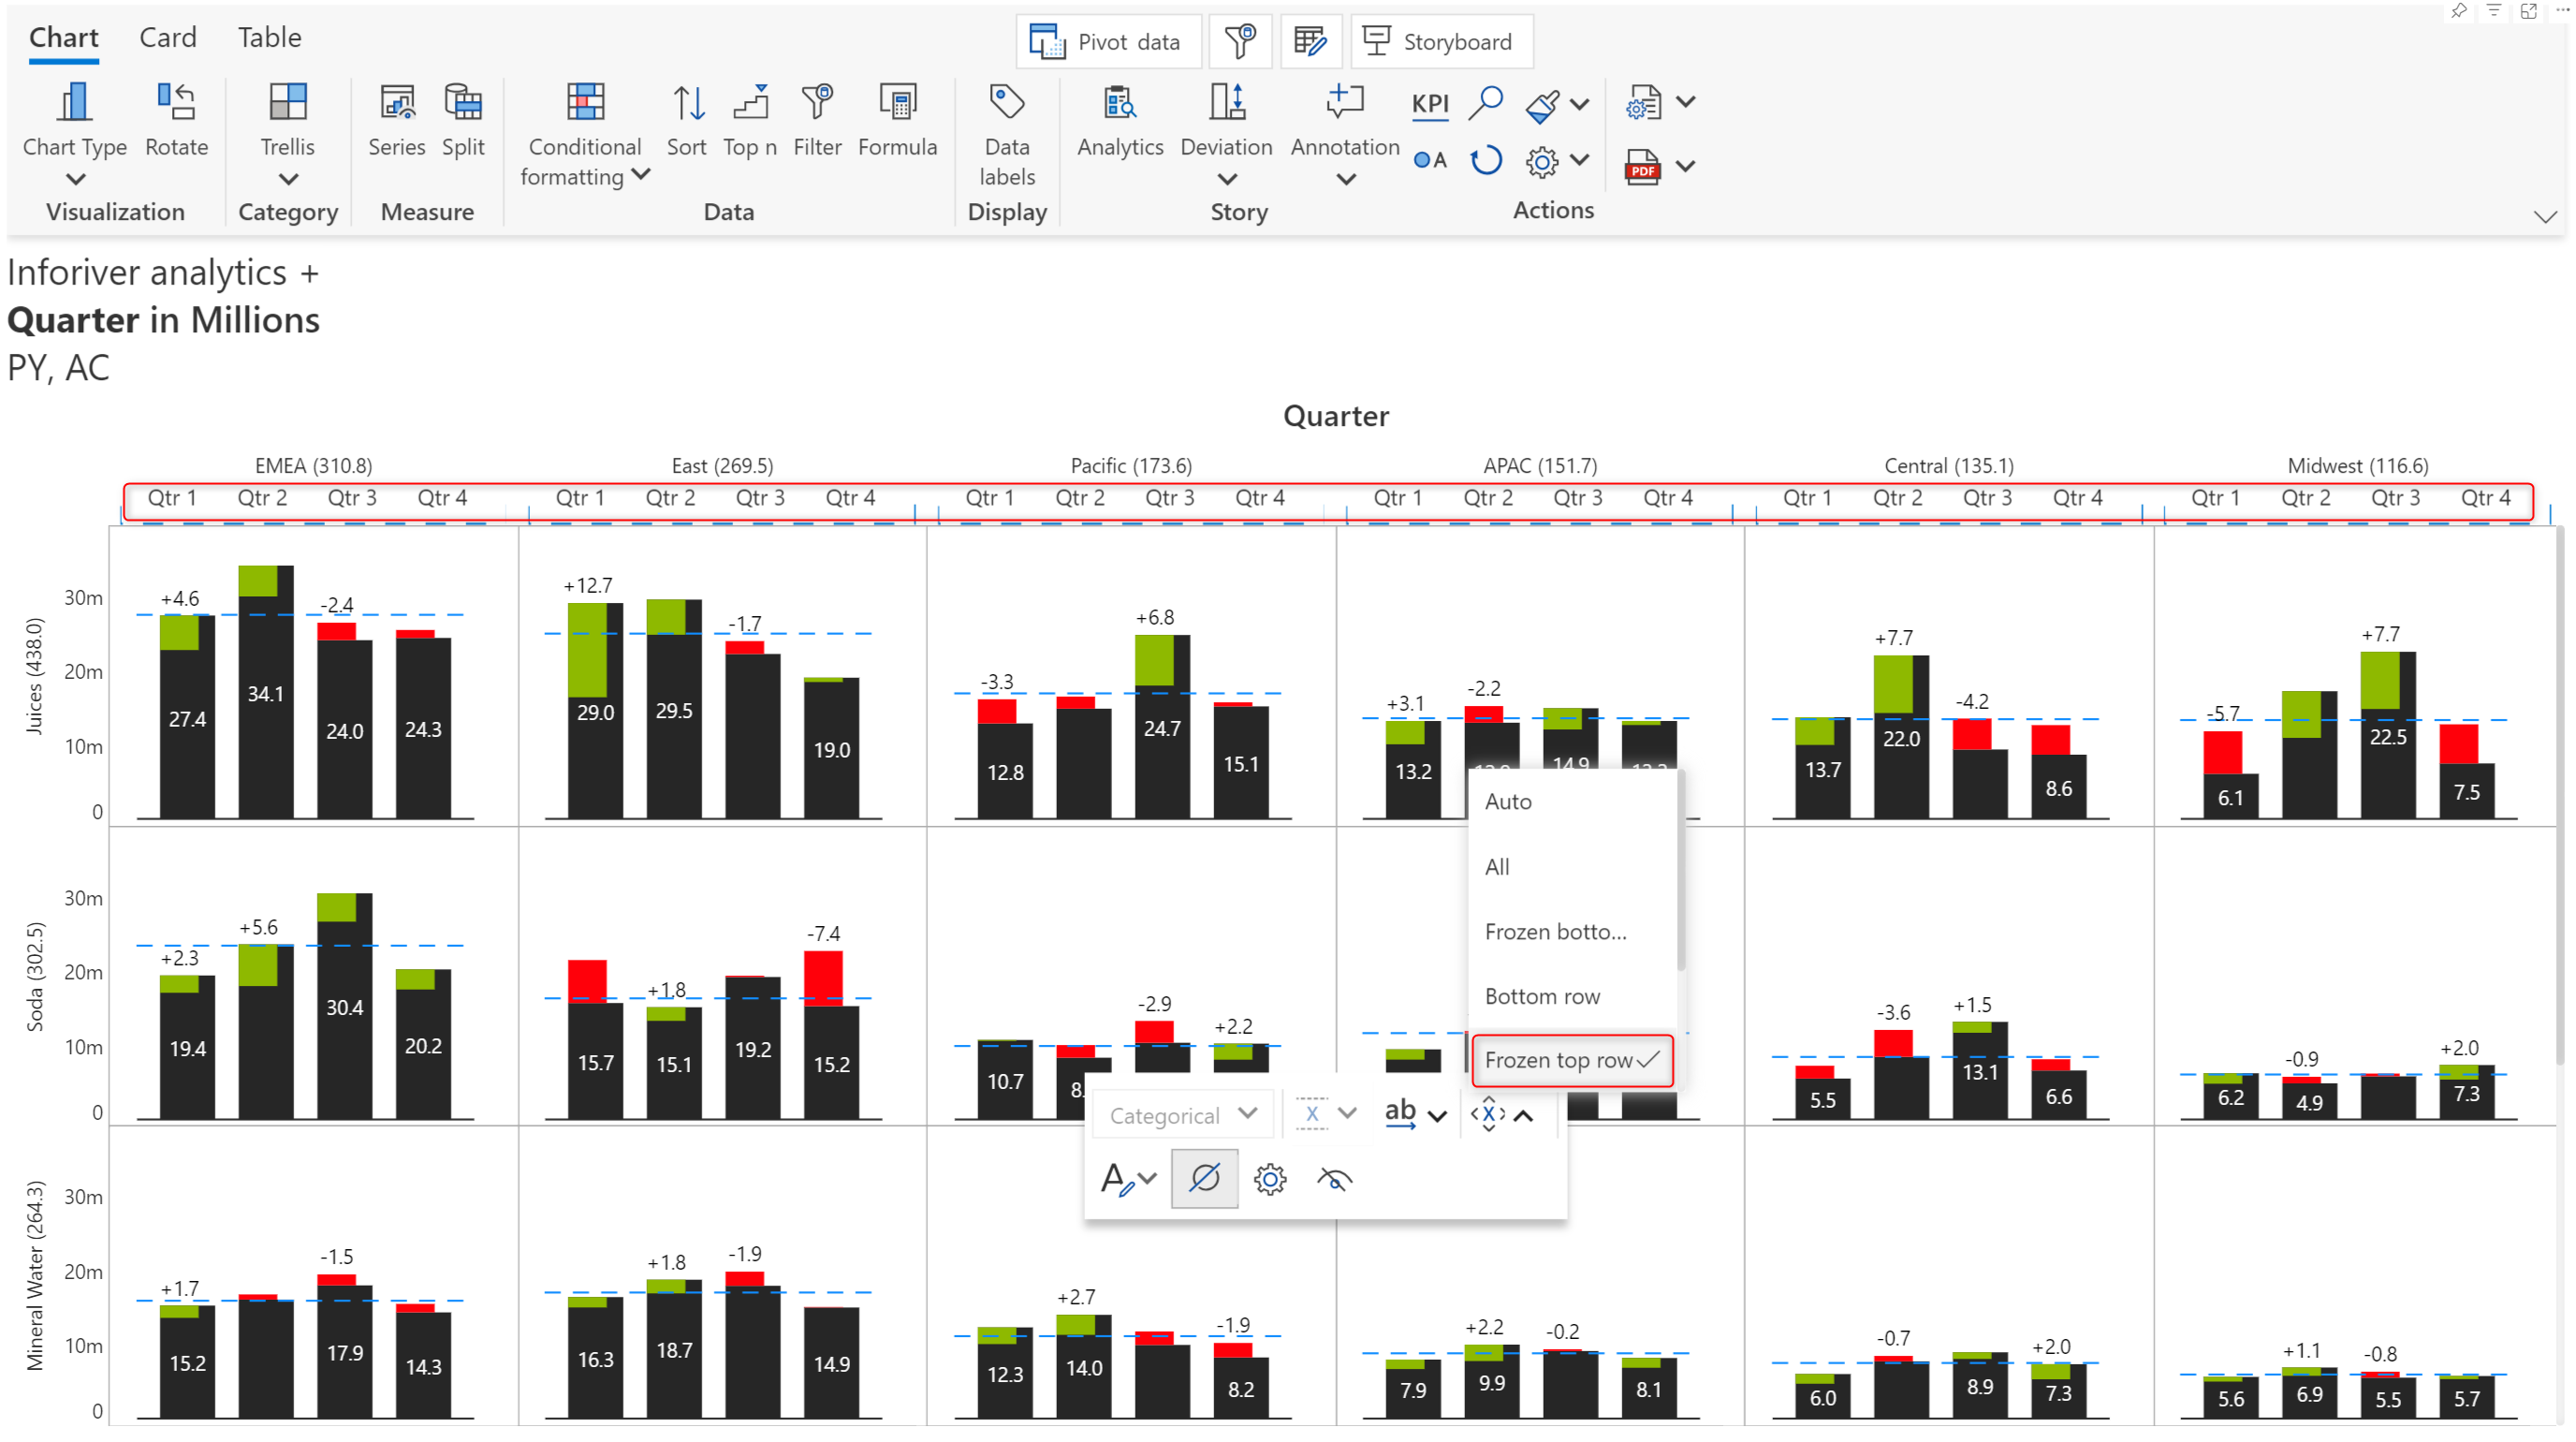 Chart Card Table
Pivot data Storyboard
Chart Type Rotate Trellis Series Split Conditional formatting Sort Top n Filter Formula Data labels Analytics Deviation Annotation KPI
A PDF
Visualization Category Measure Data Display Story Actions
Inforiver analytics +
Quarter in Millions
PY, AC
Quarter
EMEA (310.8) East (269.5) Pacific (173.6) APAC (151.7) Central (135.1) Midwest (116.6)
Qtr 1 Qtr 2 Qtr 3 Qtr 4 Qtr 1 Qtr 2 Qtr 3 Qtr 4 Qtr 1 Qtr 2 Qtr 3 Qtr 4 Qtr 1 Qtr 2 Qtr 3 Qtr 4 Qtr 1 Qtr 2 Qtr 3 Qtr 4 Qtr 1 Qtr 2 Qtr 3 Qtr 4
Juices (438.0)
30m
20m
10m
0
+4.6 -2.4
27.4 34.1 24.0 24.3
+12.7 -1.7
29.0 29.5 19.0
-3.3 +6.8
12.8 24.7 15.1
+3.1 -2.2
13.2 14.9
+7.7 -4.2
13.7 22.0 8.6
-5.7 +7.7
6.1 22.5 7.5
Soda (302.5)
30m
20m
10m
0
+2.3 +5.6
19.4 30.4 20.2
+1.8 -7.4
15.7 15.1 19.2 15.2
-2.9 +2.2
10.7 8.
-3.6 +1.5
5.5 13.1 6.6
-0.9 +2.0
6.2 4.9 7.3
Auto
All
Frozen botto...
Bottom row
Frozen top row
Categorical X ab X
A
Mineral Water (264.3)
30m
20m
10m
0
+1.7 -1.5
15.2 17.9 14.3
+1.8 -1.9
16.3 18.7 14.9
+2.7 -1.9
12.3 14.0 8.2
+2.2 -0.2
7.9 9.9 8.1
-0.7 +2.0
6.0 8.9 7.3
+1.1 -0.8
5.6 6.9 5.5 5.7